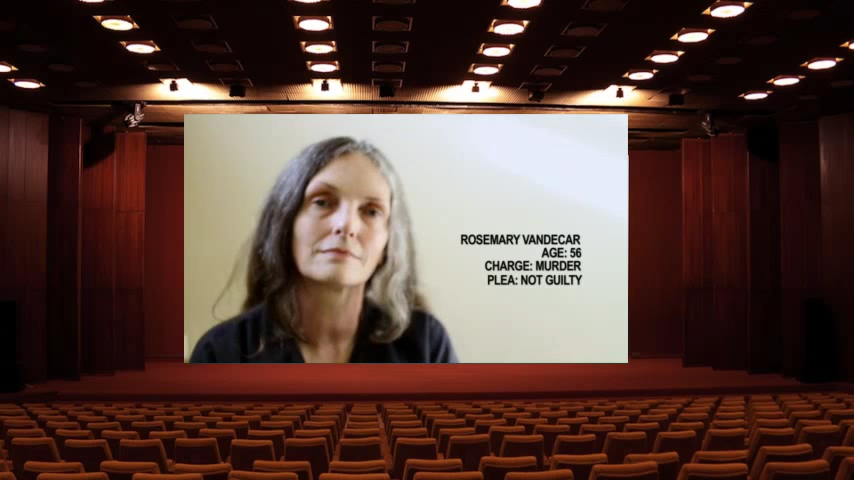 ROSEMARY VANDECAR
AGE: 56
CHARGE: MURDER
PLEA: NOT GUILTY